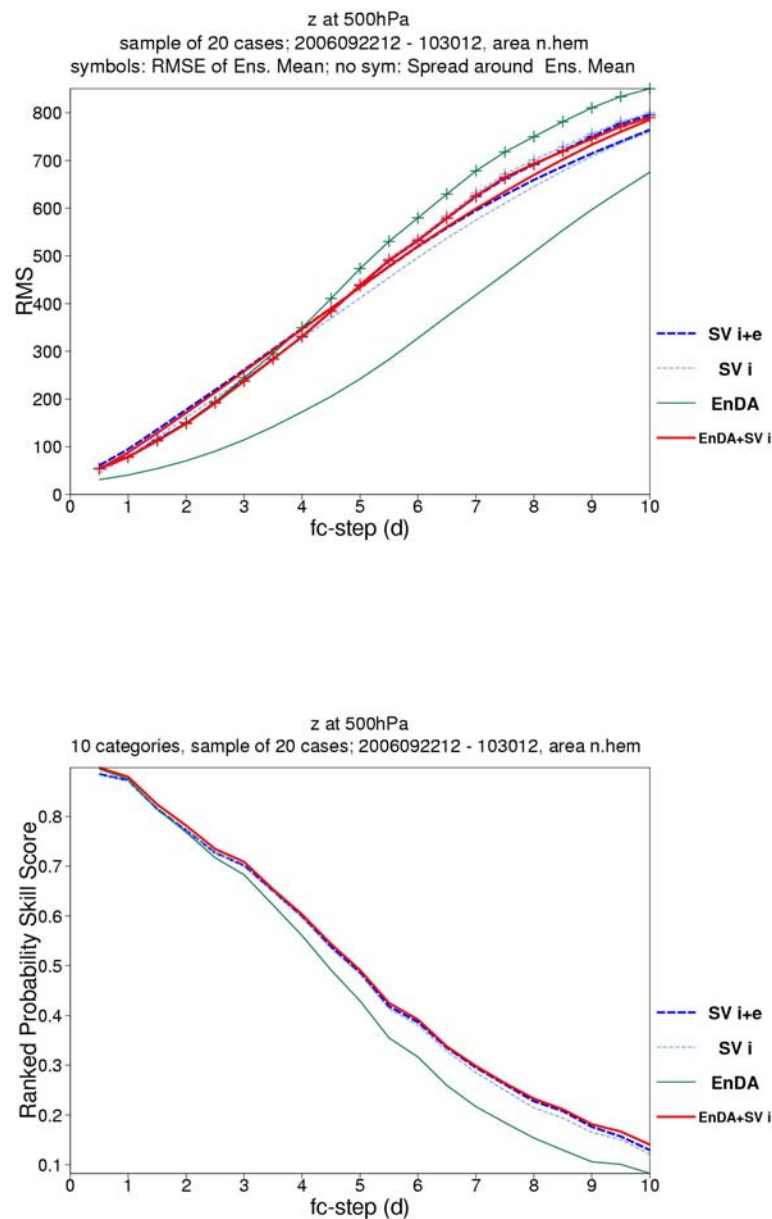 z at 500hPa
sample of 20 cases; 2006092212 - 103012, area n.hem
symbols: RMSE of Ens. Mean; no sym: Spread around Ens. Mean
800
700
600
500
400
300
200
100
0
RMS
0 1 2 3 4 5 6 7 8 9 10
fc-step (d)
SV i+e
SV i
EnDA
EnDA+SV i
z at 500hPa
10 categories, sample of 20 cases; 2006092212 - 103012, area n.hem
0.8
0.7
0.6
0.5
0.4
0.3
0.2
0.1
Ranked Probability Skill Score
0 1 2 3 4 5 6 7 8 9 10
fc-step (d)
SV i+e
SV i
EnDA
EnDA+SV i